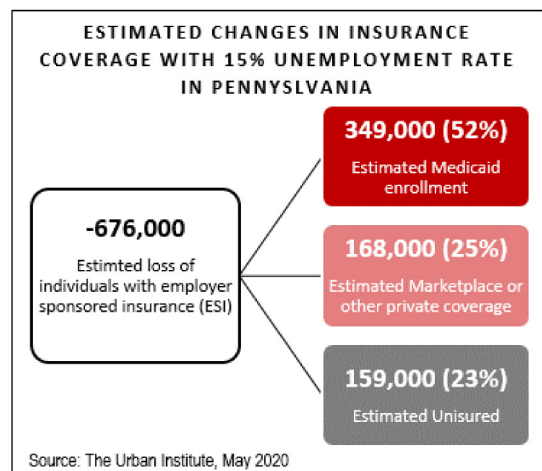 ESTIMATED CHANGES IN INSURANCE
COVERAGE WITH 15% UNEMPLOYMENT RATE
IN PENNYSLVANIA
349,000 (52%)
Estimated Medicaid
enrollment
-676,000
Estimted loss of
individuals with employer
sponsored insurance (ESI)
168,000 (25%)
Estimated Marketplace or
other private coverage
159,000 (23%)
Estimated Unisured
Source: The Urban Institute, May 2020